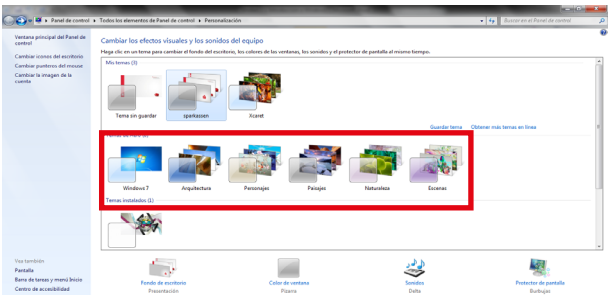 Panel de control ▸ Todos los elementos de Panel de control ▸ Personalización
Buscar en el Panel de control
Ventana principal del Panel de control
Cambiar iconos del escritorio
Cambiar punteros del mouse
Cambiar la imagen de la cuenta
Cambiar los efectos visuales y los sonidos del equipo
Haga clic en un tema para cambiar el fondo del escritorio, los colores de las ventanas, los sonidos y el protector de pantalla al mismo tiempo.
Mis temas (3)
Tema sin guardar
sparkassen
Xcaret
Guardar tema
Obtener más temas en línea
Windows 7
Arquitectura
Personajes
Paisajes
Naturaleza
Escenas
Temas instalados (1)
Vea también
Pantalla
Barra de tareas y menú Inicio
Centro de accesibilidad
Fondo de escritorio
Presentación
Color de ventana
Pizarra
Sonidos
Delta
Protector de pantalla
Burbujas